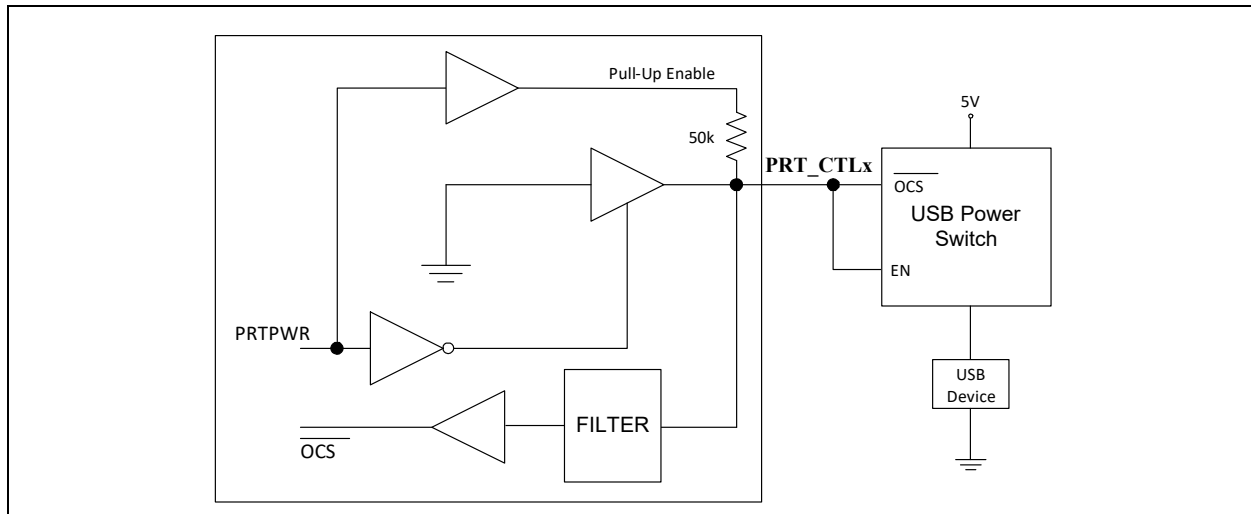 Pull-Up Enable
5V
50k
PRT_CTLx
OCS
USB Power
Switch
EN
PRTPWR
USB
Device
FILTER
OCS